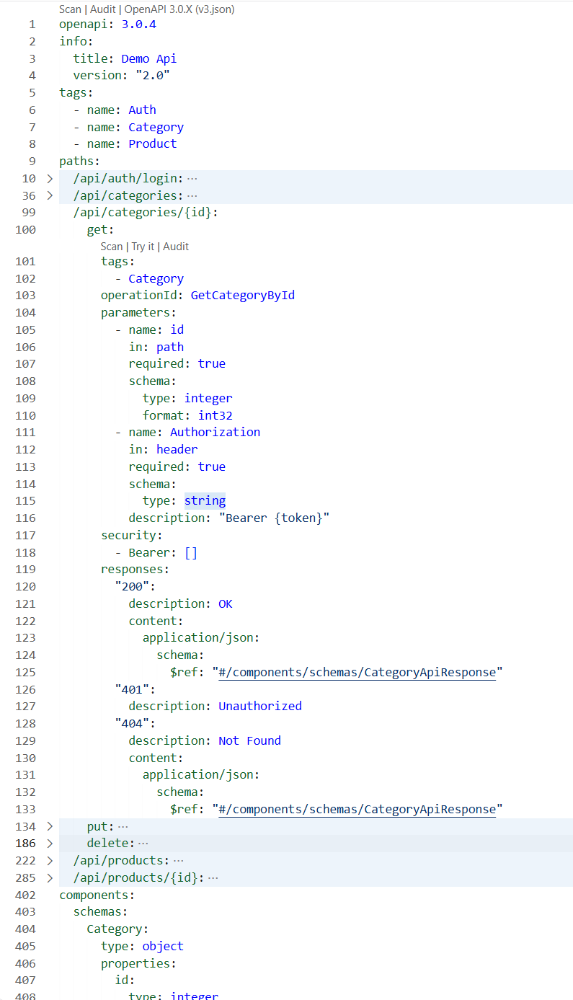 Scan | Audit | OpenAPI 3.0.X (v3.json)
1 openapi: 3.0.4
2 info:
3   title: Demo Api
4   version: "2.0"
5 tags:
6   - name: Auth
7   - name: Category
8   - name: Product
9 paths:
10 >   /api/auth/login: ···
36 >   /api/categories: ···
99   /api/categories/{id}:
100     get:
Scan | Try it | Audit
101       tags:
102         - Category
103       operationId: GetCategoryById
104       parameters:
105         - name: id
106           in: path
107           required: true
108           schema:
109             type: integer
110             format: int32
111         - name: Authorization
112           in: header
113           required: true
114           schema:
115             type: string
116           description: "Bearer {token}"
117       security:
118         - Bearer: []
119       responses:
120         "200":
121           description: OK
122           content:
123             application/json:
124               schema:
125                 $ref: "#/components/schemas/CategoryApiResponse"
126         "401":
127           description: Unauthorized
128         "404":
129           description: Not Found
130           content:
131             application/json:
132               schema:
133                 $ref: "#/components/schemas/CategoryApiResponse"
134 >     put: ···
186 >     delete: ···
222 >   /api/products: ···
285 >   /api/products/{id}: ···
402 components:
403   schemas:
404     Category:
405       type: object
406       properties:
407         id:
408           type: integer